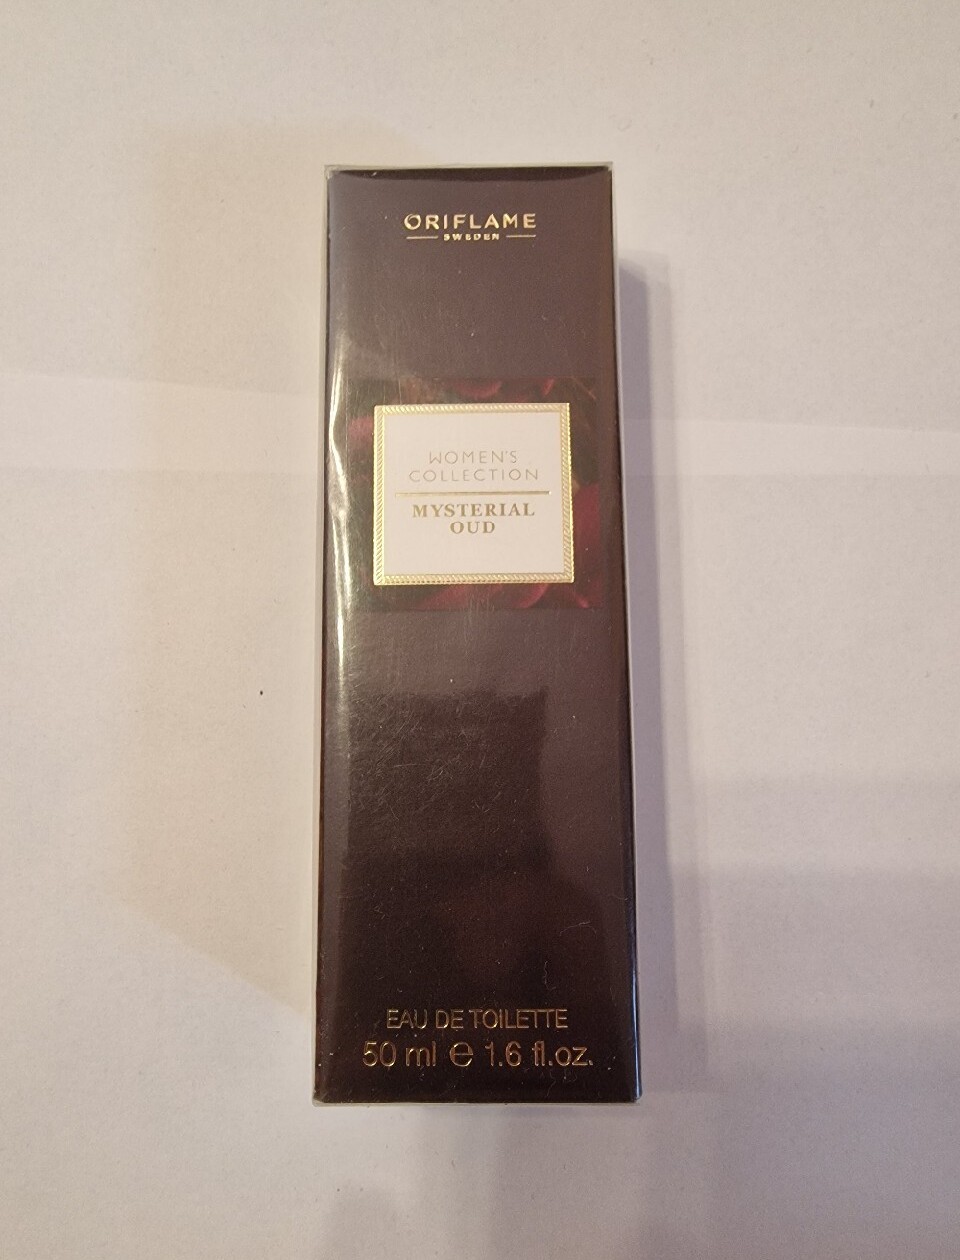 ORIFLAME
SWEDEN
WOMEN'S
COLLECTION
MYSTERIAL
OUD
EAU DE TOILETTE
50 ml ℮ 1.6 fl.oz.